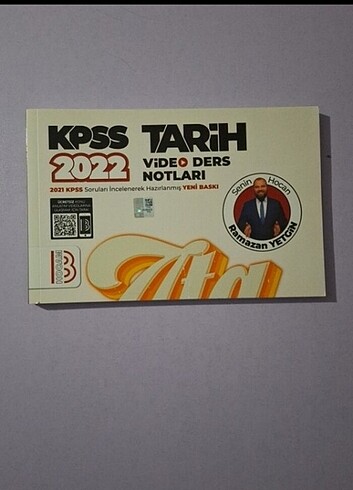 KPSS TARİH
2022 VİDEO DERS
NOTLARI
2021 KPSS Soruları İncelenerek Hazırlanmış YENİ BASKI
Senin Hocan
Ramazan YETGİN
B
HOCAM
Ata